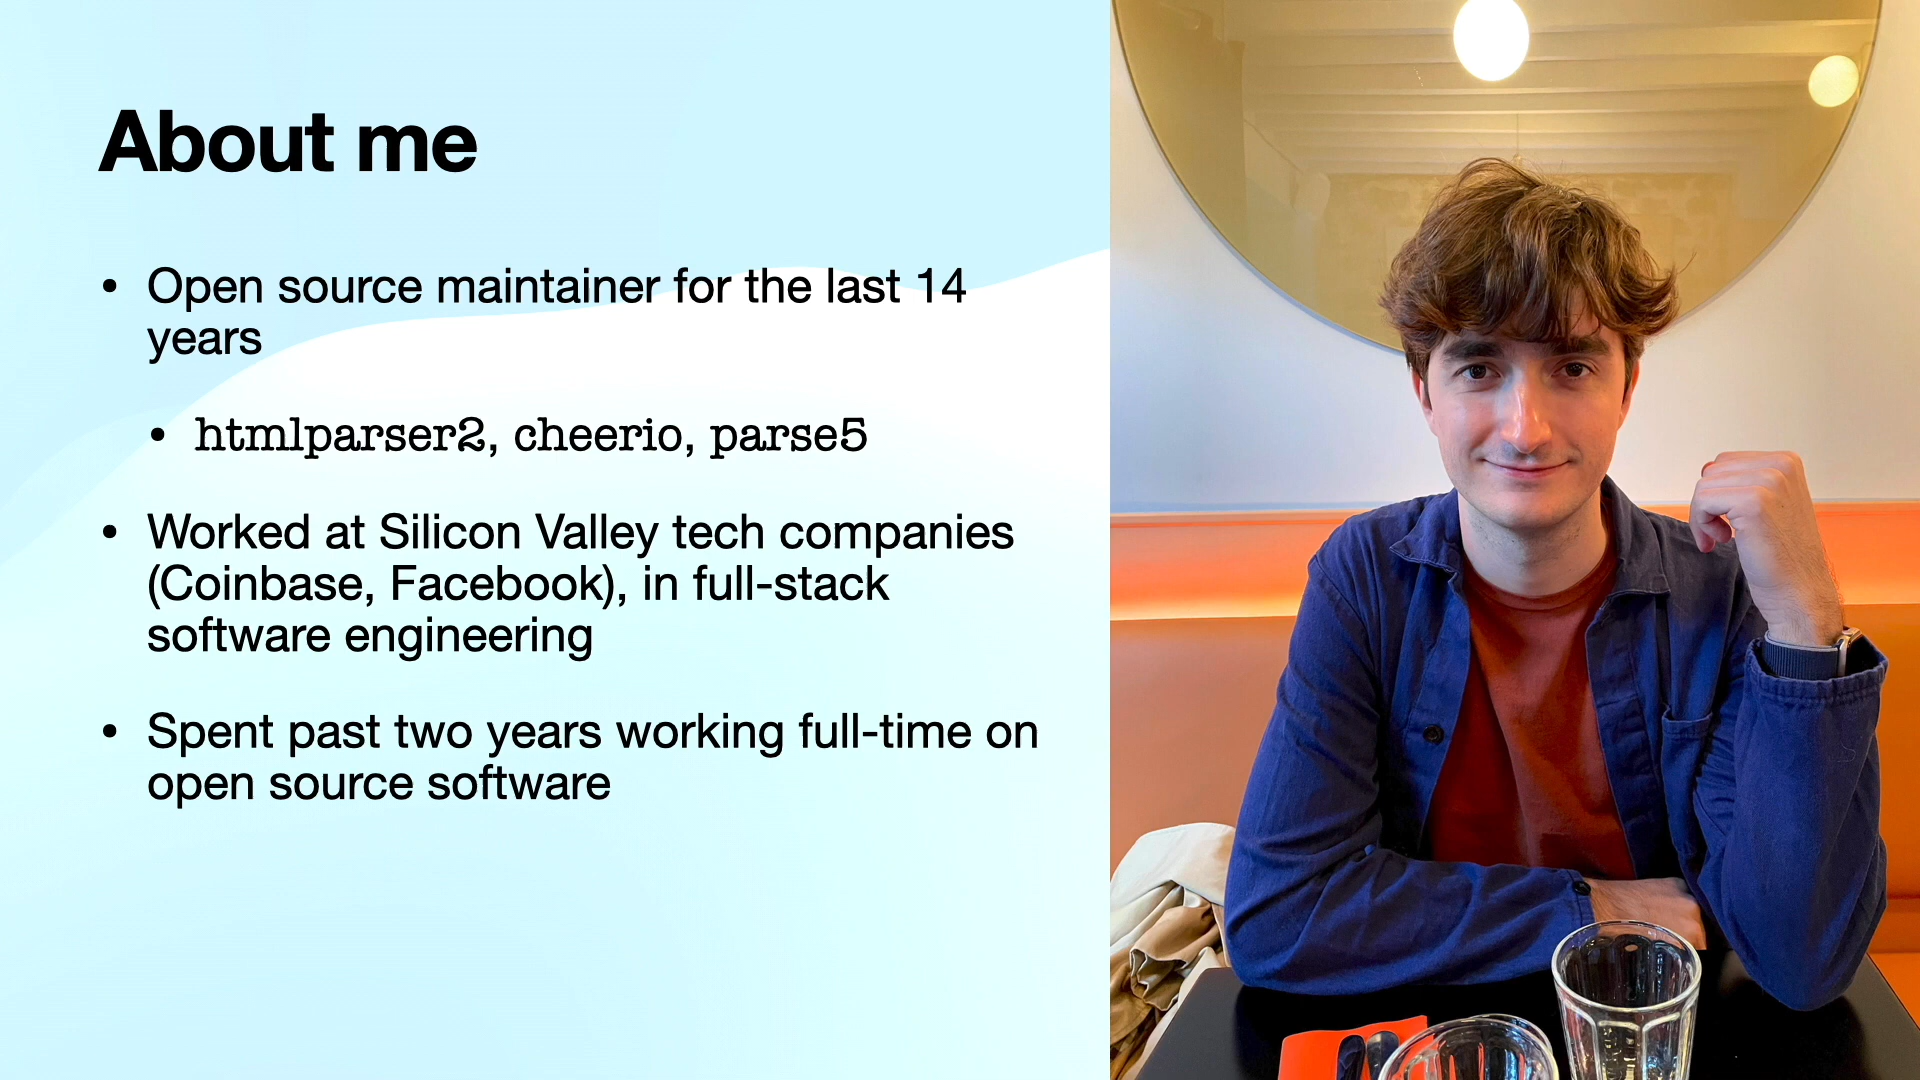 About me
• Open source maintainer for the last 14
years
• htmlparser2, cheerio, parse5
• Worked at Silicon Valley tech companies
(Coinbase, Facebook), in full-stack
software engineering
• Spent past two years working full-time on
open source software